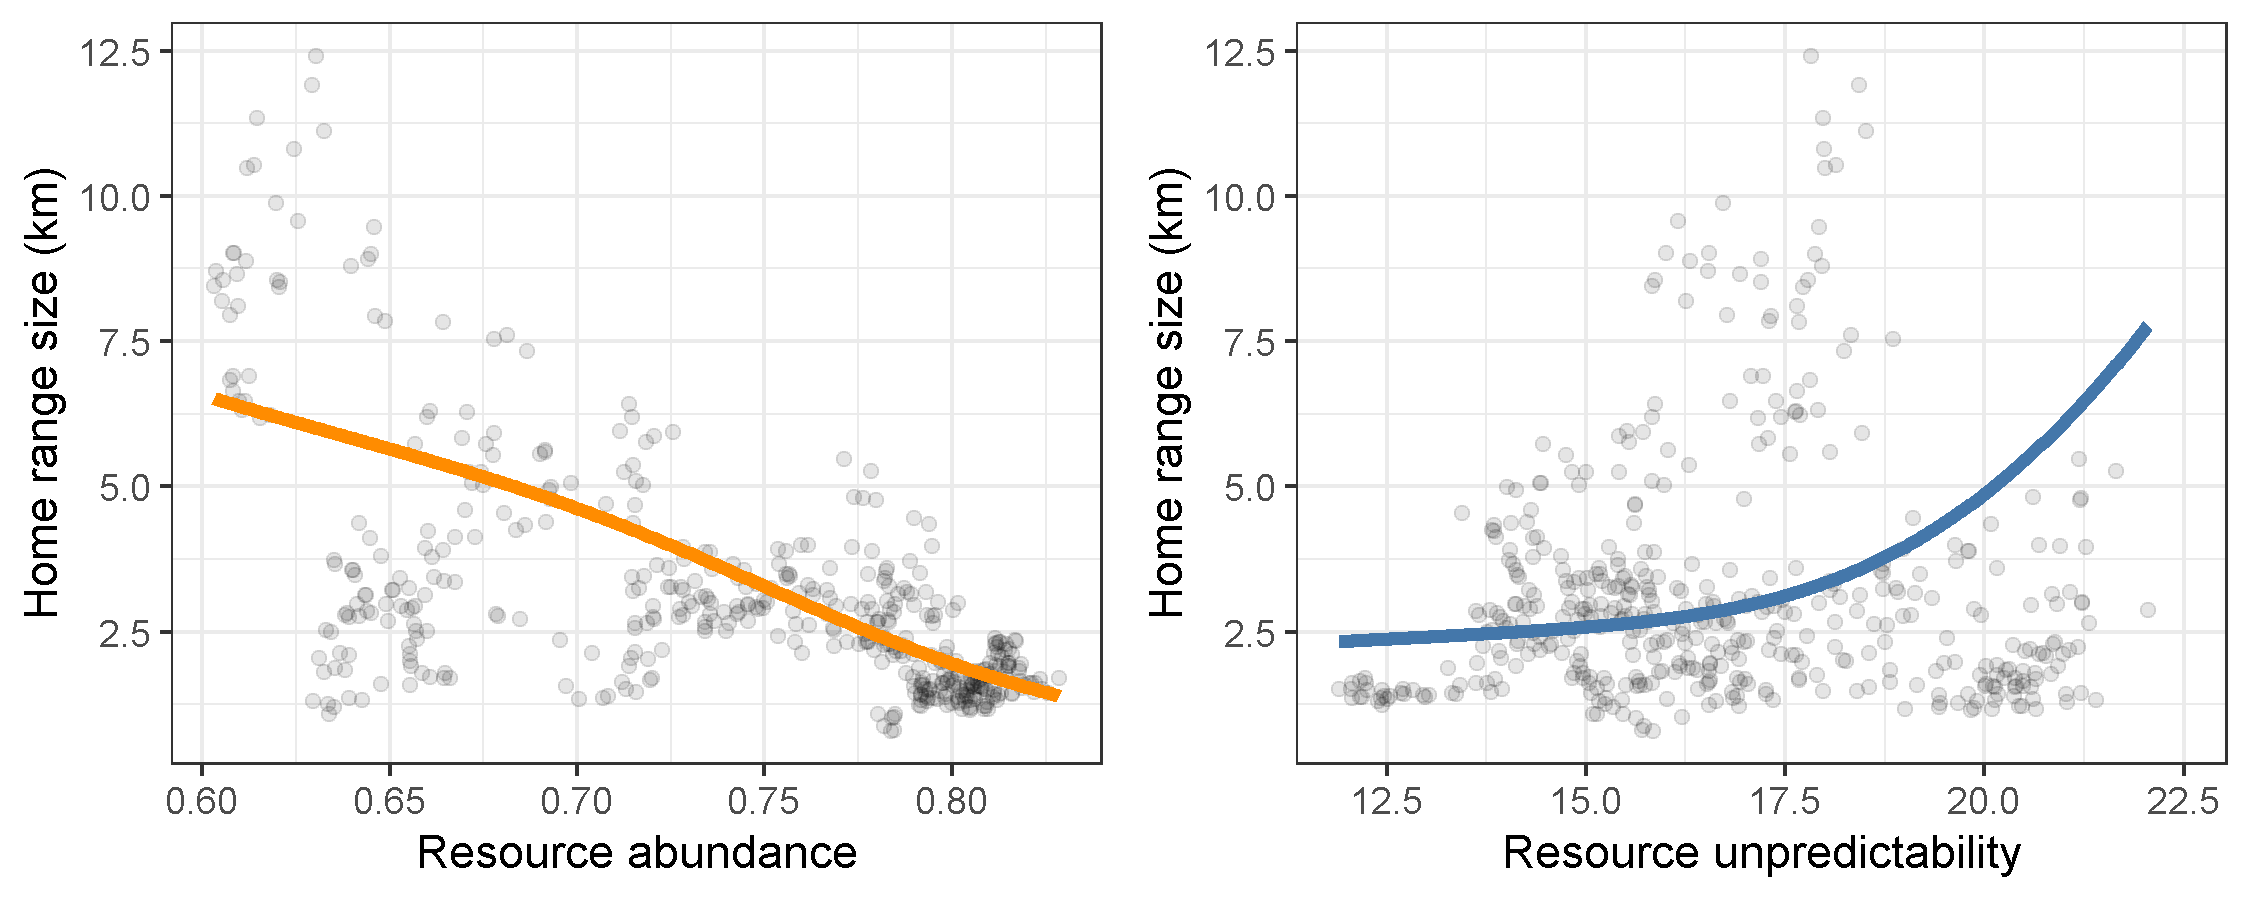 Home range size (km)
12.5
10.0
7.5
5.0
2.5
0.60 0.65 0.70 0.75 0.80
Resource abundance
Home range size (km)
12.5
10.0
7.5
5.0
2.5
12.5 15.0 17.5 20.0 22.5
Resource unpredictability